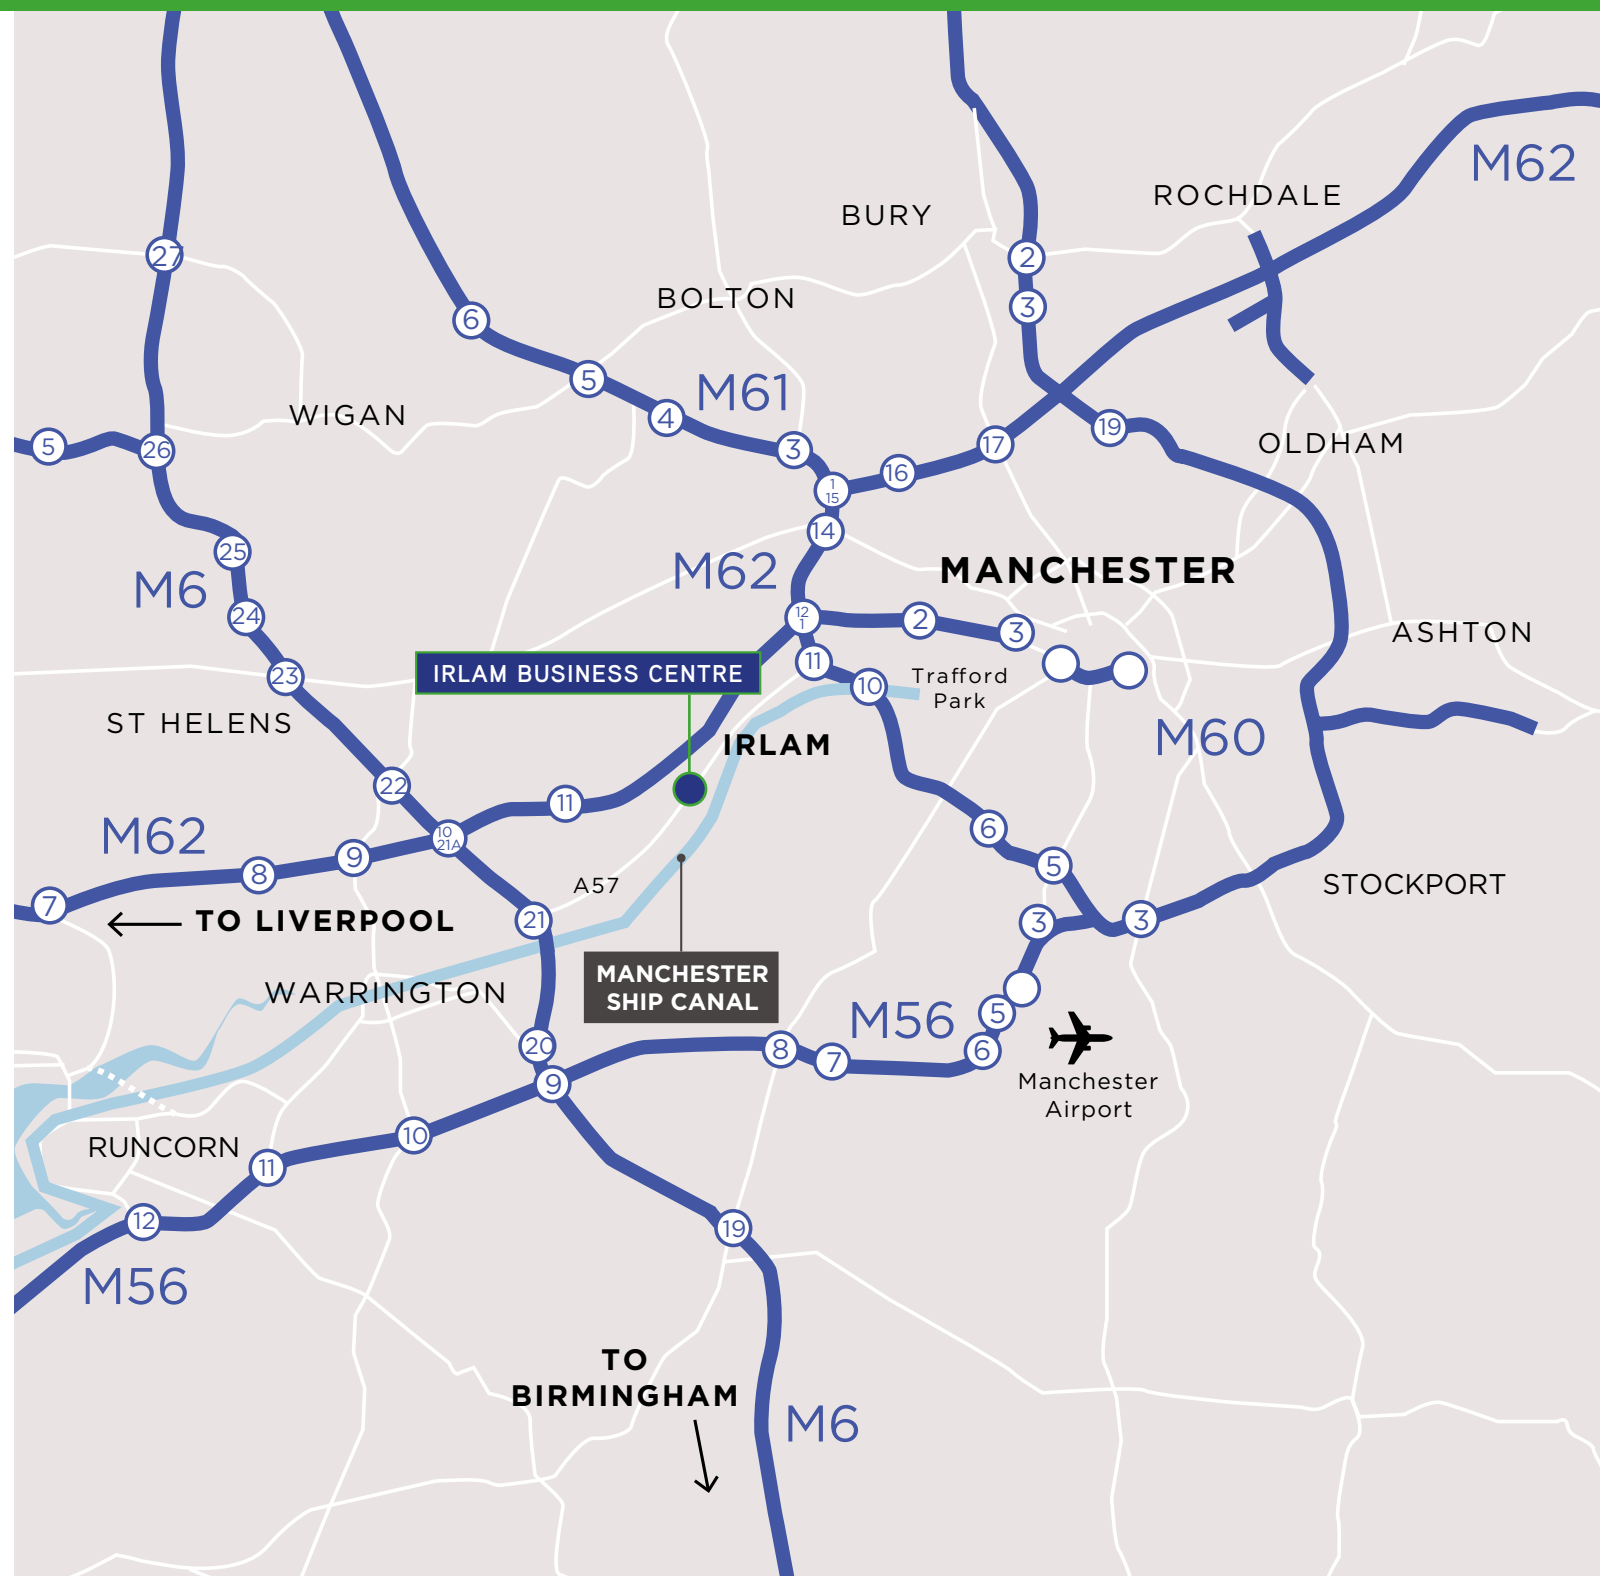 M62
ROCHDALE
BURY
27
2
BOLTON
3
6
5
M61
4
WIGAN
19
17
OLDHAM
5
26
3
16
1
15
14
25
M62
MANCHESTER
M6
24
12
1
2
3
ASHTON
11
IRLAM BUSINESS CENTRE
23
10
Trafford
Park
ST HELENS
M60
IRLAM
22
11
M62
10
21A
6
9
5
8
A57
STOCKPORT
7
TO LIVERPOOL
21
3
3
MANCHESTER
SHIP CANAL
WARRINGTON
M56
5
20
8
7
6
9
Manchester
Airport
10
RUNCORN
11
12
19
M56
TO
BIRMINGHAM
M6